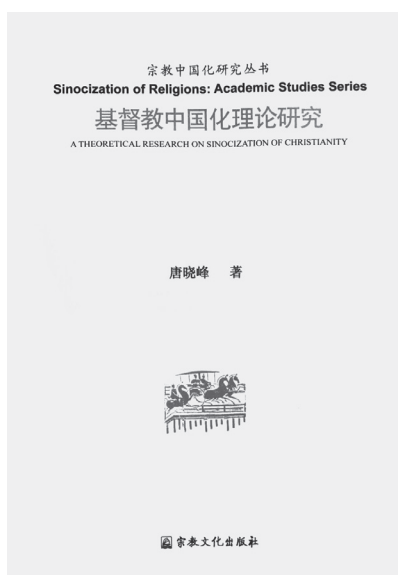 宗教中国化研究丛书
Sinocization of Religions: Academic Studies Series
基督教中国化理论研究
A THEORETICAL RESEARCH ON SINOCIZATION OF CHRISTIANITY
唐晓峰 著
宗教文化出版社